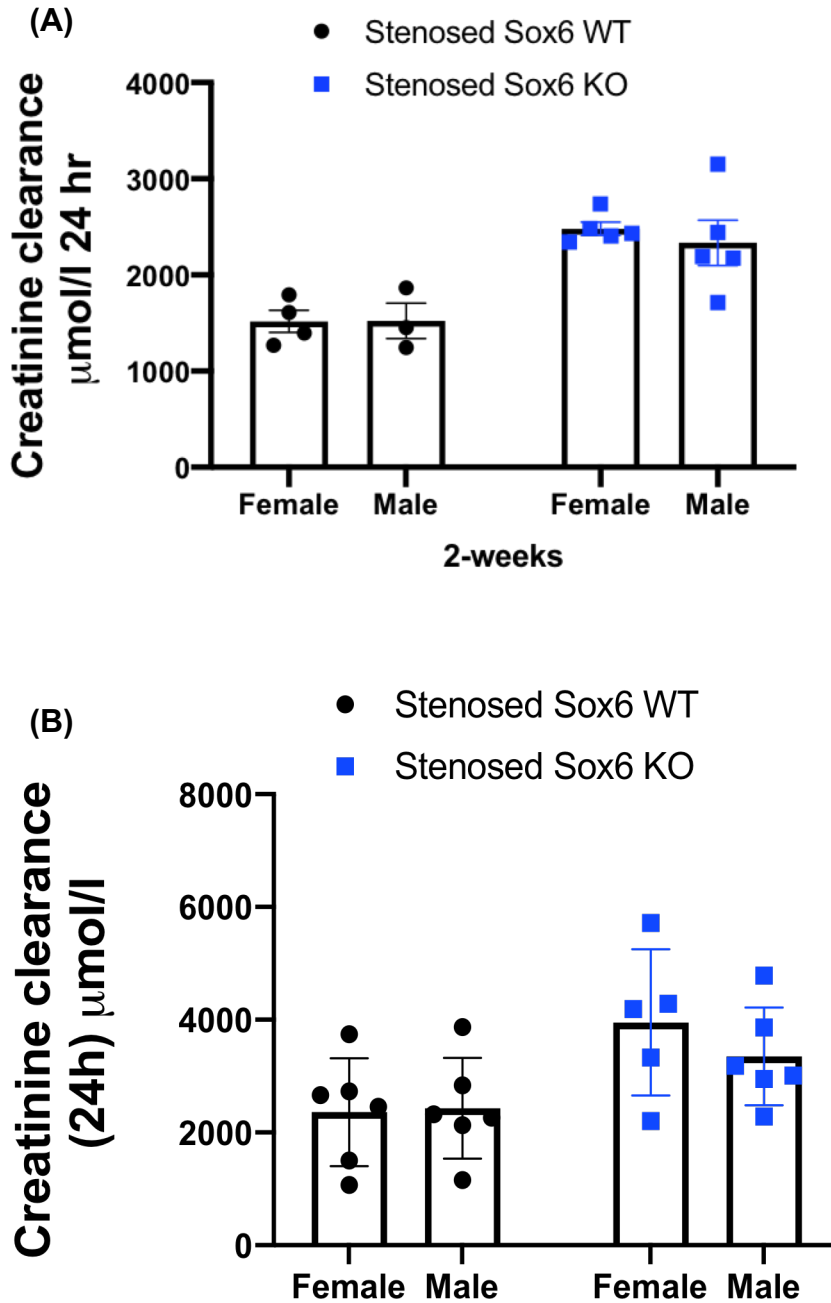 (A)
Stenosed Sox6 WT
Stenosed Sox6 KO
Creatinine clearance
μmol/l 24 hr
4000
3000
2000
1000
0
Female Male Female Male
2-weeks
(B)
Stenosed Sox6 WT
Stenosed Sox6 KO
Creatinine clearance
(24h) μmol/l
8000
6000
4000
2000
0
Female Male Female Male